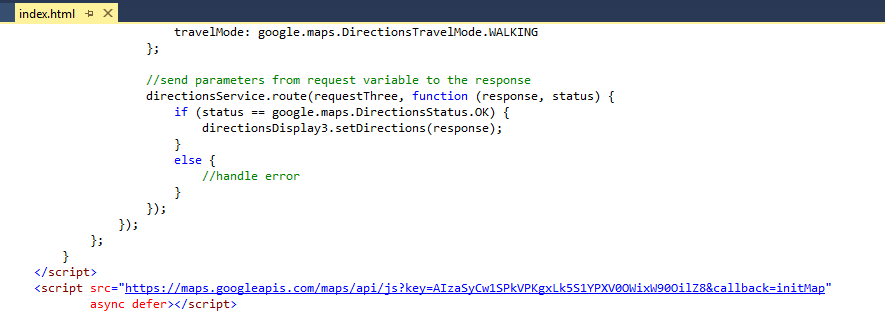 index.html
travelMode: google.maps.DirectionsTravelMode.WALKING
};
//send parameters from request variable to the response
directionsService.route(requestThree, function (response, status) {
if (status == google.maps.DirectionsStatus.OK) {
directionsDisplay3.setDirections(response);
}
else {
//handle error
}
});
});
};
}
</script>
<script src="https://maps.googleapis.com/maps/api/js?key=AIzaSyCw1SPkVPKgxLk5S1YPXV0OWixW90OilZ8&callback=initMap"
async defer></script>